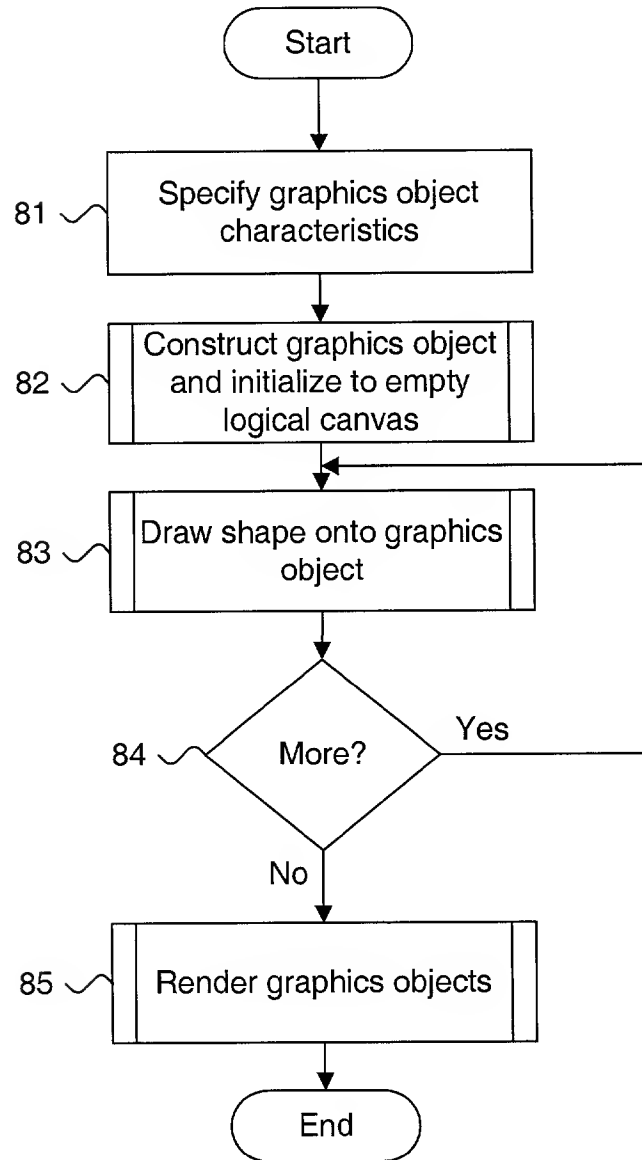 Start
81
Specify graphics object
characteristics
82
Construct graphics object
and initialize to empty
logical canvas
83
Draw shape onto graphics
object
84
More?
Yes
No
85
Render graphics objects
End